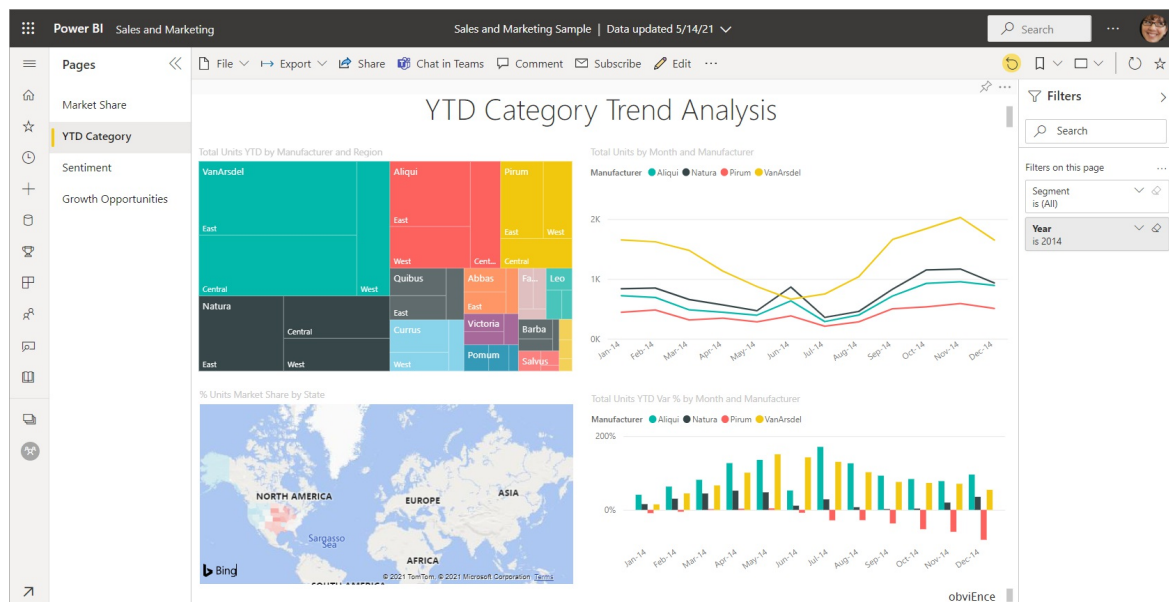 Power BI Sales and Marketing
Sales and Marketing Sample | Data updated 5/14/21
Search
Pages
File Export Share Chat in Teams Comment Subscribe Edit
Market Share
YTD Category
Sentiment
Growth Opportunities
YTD Category Trend Analysis
Total Units YTD by Manufacturer and Region
VanArsdel
East
Central
West
Aliqui
East
West
Cent...
Pirum
East
West
Central
Natura
East
Central
West
Quibus
East
Currus
West
Abbas
East
Victoria
Pomum
Fa...
Leo
Barba
Salvus
Total Units by Month and Manufacturer
Manufacturer Aliqui Natura Pirum VanArsdel
2K
1K
0K
Jan-14 Feb-14 Mar-14 Apr-14 May-14 Jun-14 Jul-14 Aug-14 Sep-14 Oct-14 Nov-14 Dec-14
% Units Market Share by State
NORTH AMERICA
EUROPE
ASIA
Sargasso
Sea
AFRICA
SOUTH AMERICA
Bing
© 2021 TomTom, © 2021 Microsoft Corporation Terms
Total Units YTD Var % by Month and Manufacturer
Manufacturer Aliqui Natura Pirum VanArsdel
200%
0%
Jan-14 Feb-14 Mar-14 Apr-14 May-14 Jun-14 Jul-14 Aug-14 Sep-14 Oct-14 Nov-14 Dec-14
obviEnce
Filters
Search
Filters on this page
Segment
is (All)
Year
is 2014